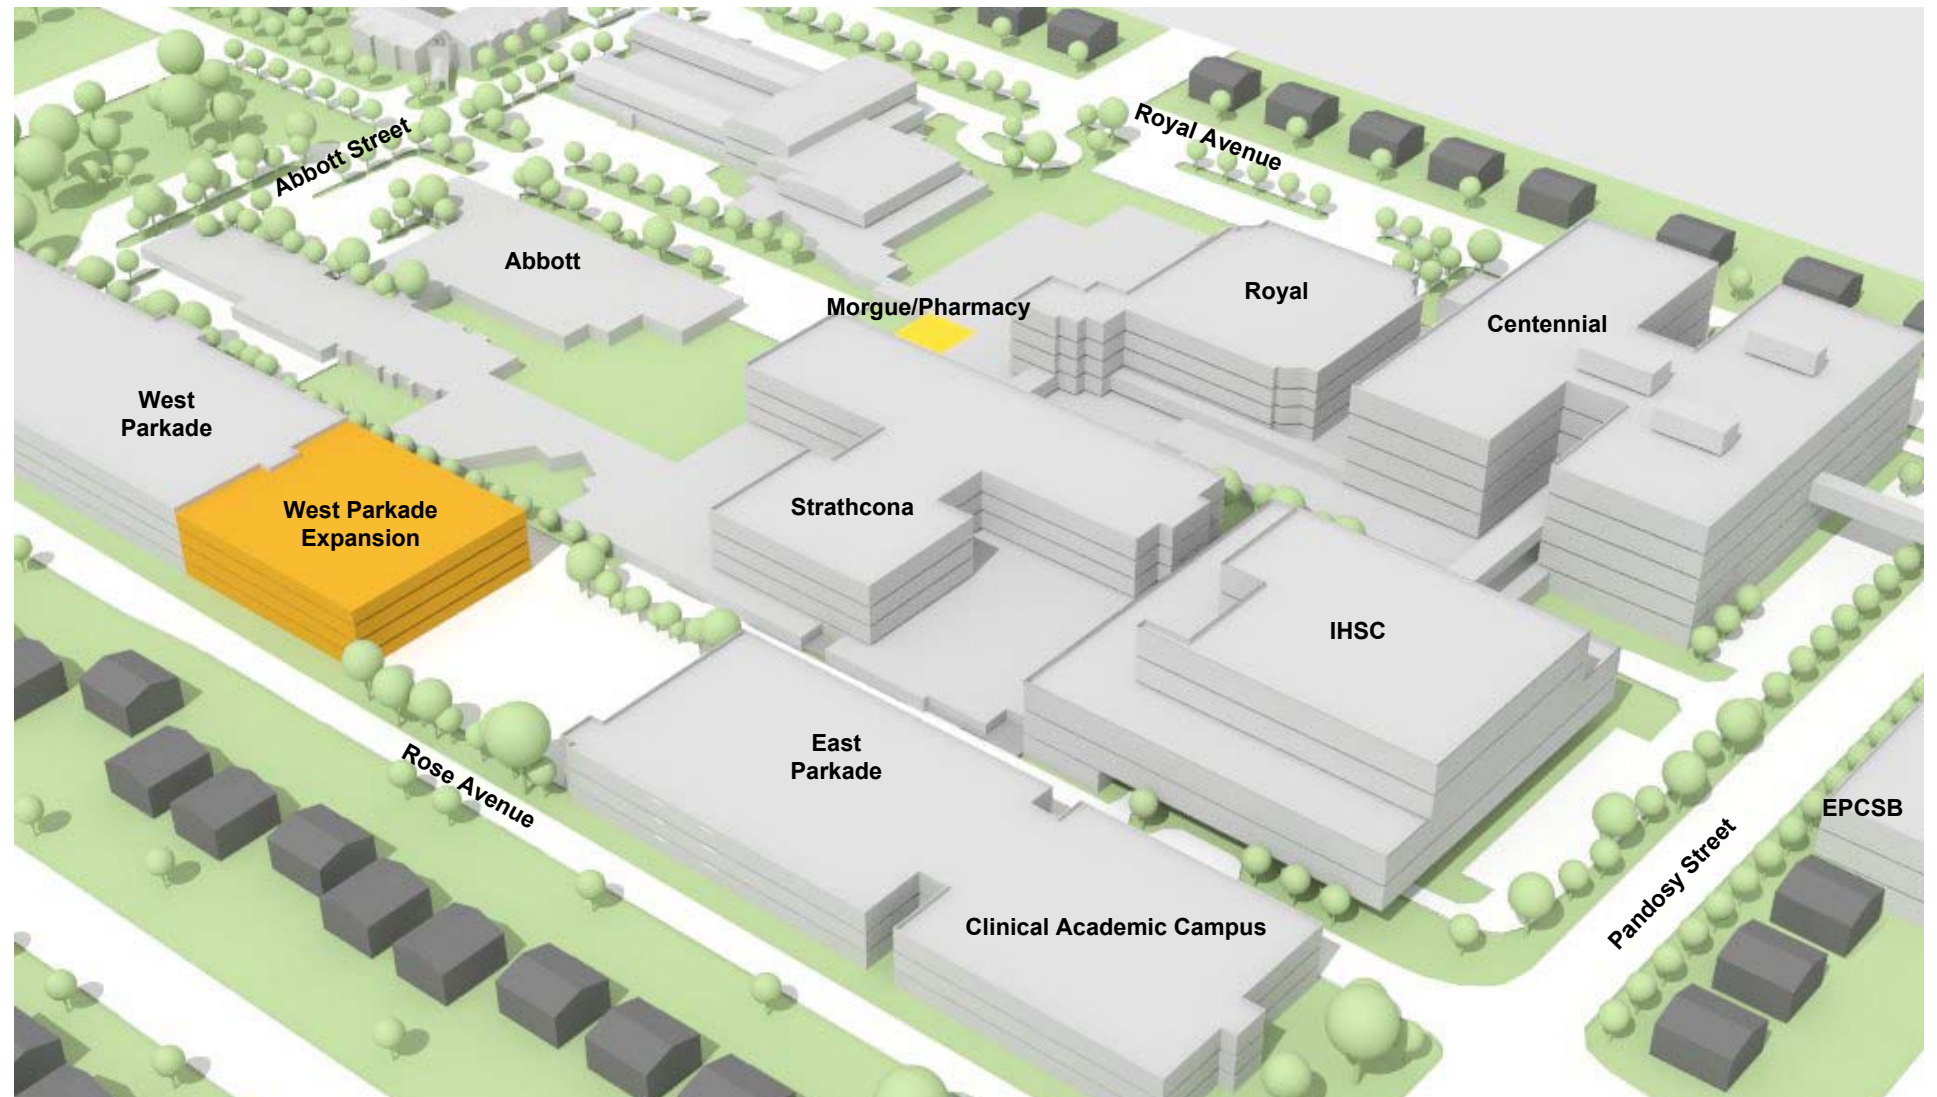 Royal Avenue
Abbott Street
Abbott
Morgue/Pharmacy
Royal
Centennial
West
Parkade
West Parkade
Expansion
Strathcona
IHSC
East
Parkade
Rose Avenue
EPCSB
Pandosy Street
Clinical Academic Campus